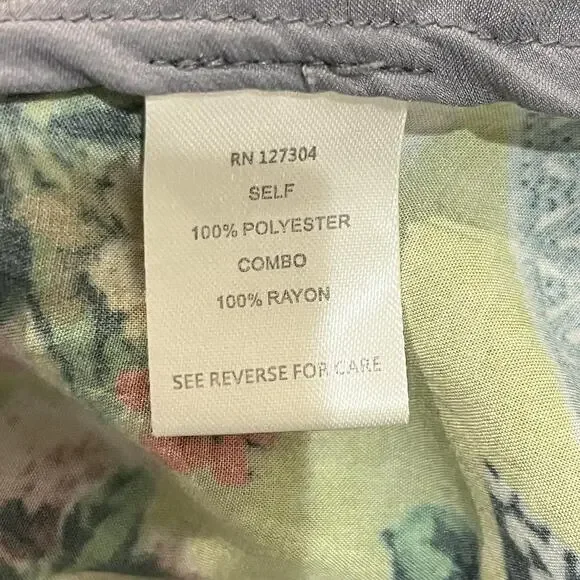 RN 127304
SELF
100% POLYESTER
COMBO
100% RAYON
SEE REVERSE FOR CARE